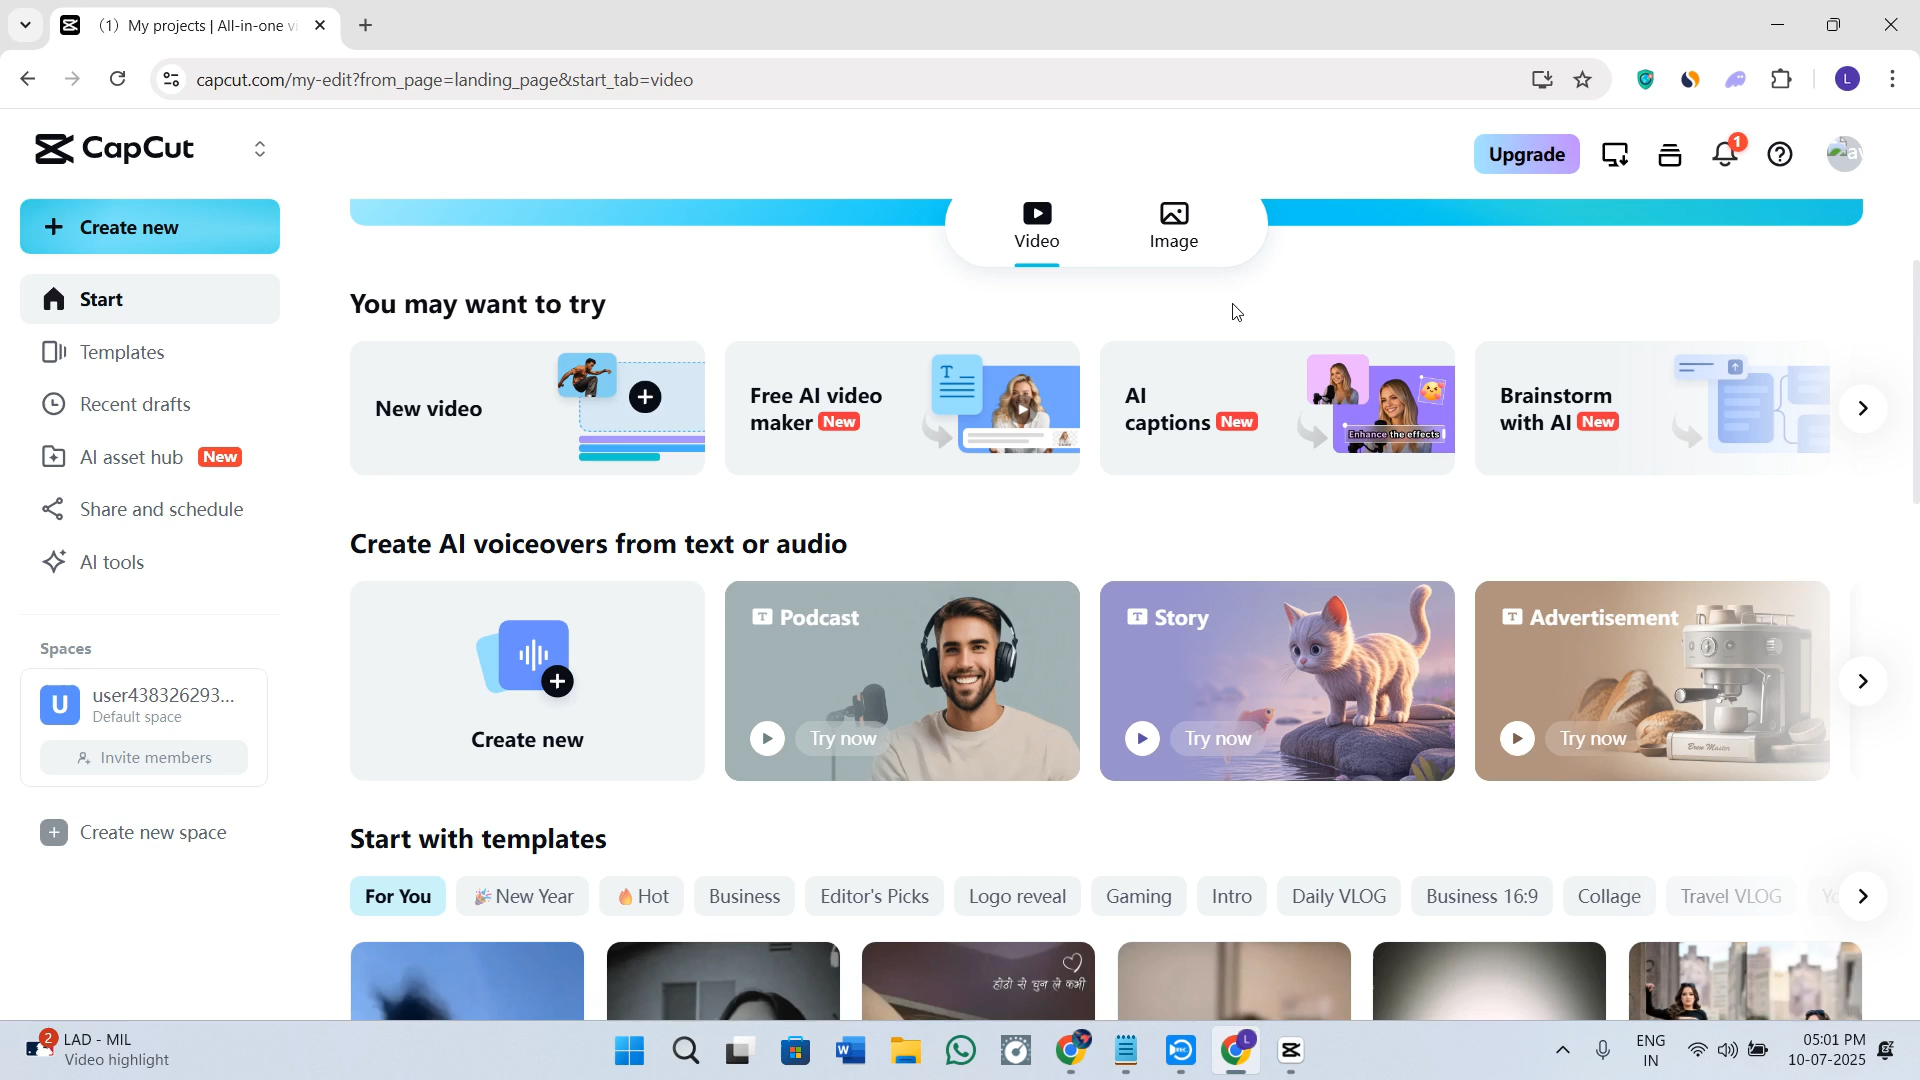 (1) My projects | All-in-one vi
capcut.com/my-edit?from_page=landing_page&start_tab=video
L
CapCut
Upgrade
1
Create new
Start
Templates
Recent drafts
AI asset hub New
Share and schedule
AI tools
Spaces
U
user438326293...
Default space
Invite members
Create new space
Video
Image
You may want to try
New video
Free AI video
maker New
AI
captions New
Enhance the effects
Brainstorm
with AI New
Create AI voiceovers from text or audio
Create new
Podcast
Try now
Story
Try now
Advertisement
Brew Master
Try now
Start with templates
For You
New Year
Hot
Business
Editor's Picks
Logo reveal
Gaming
Intro
Daily VLOG
Business 16:9
Collage
Travel VLOG
होठो से चुन ले कभी
2
LAD - MIL
Video highlight
L
ENG
IN
05:01 PM
10-07-2025